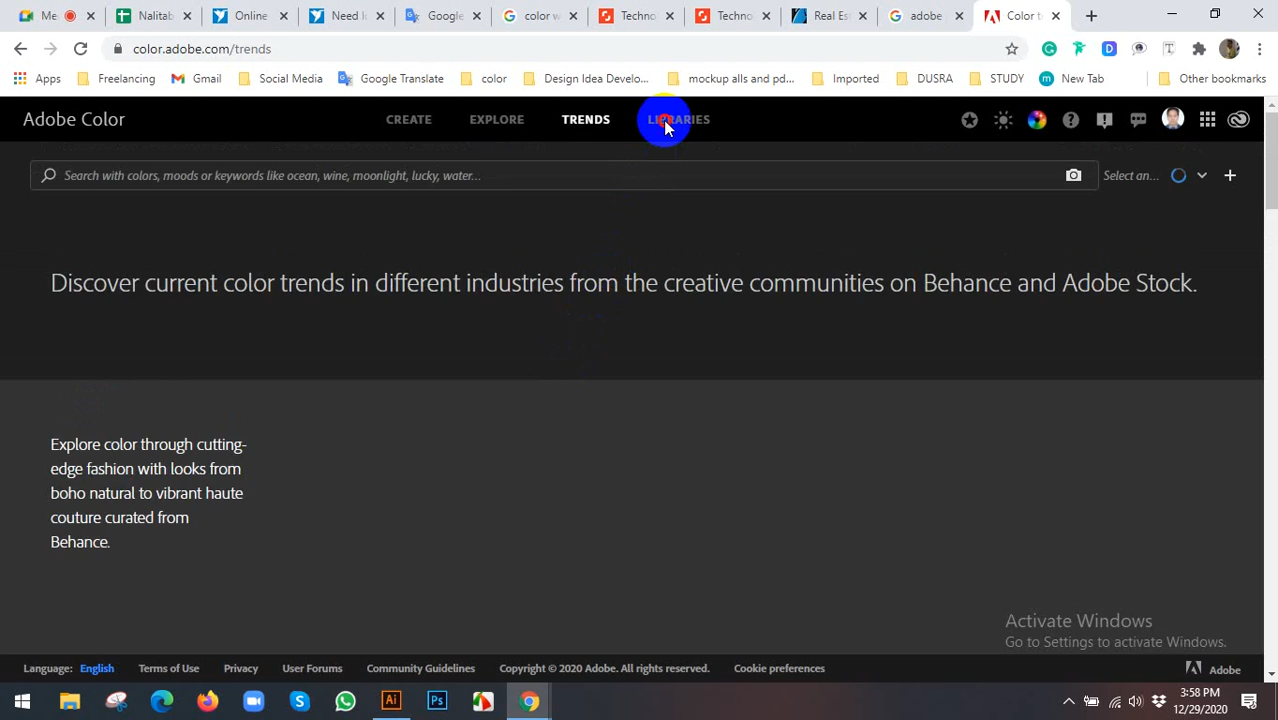 Me
Nalitab
Online
Need l
Google
color w
Techno
Techno
Real Es
adobe
Color t
color.adobe.com/trends
Apps
Freelancing
Gmail
Social Media
Google Translate
color
Design Idea Develo...
mockup alls and pd...
Imported
DUSRA
STUDY
New Tab
Other bookmarks
Adobe Color
CREATE
EXPLORE
TRENDS
LIBRARIES
Search with colors, moods or keywords like ocean, wine, moonlight, lucky, water...
Select an...
Discover current color trends in different industries from the creative communities on Behance and Adobe Stock.
Explore color through cutting-
edge fashion with looks from
boho natural to vibrant haute
couture curated from
Behance.
Activate Windows
Go to Settings to activate Windows.
Language: English
Terms of Use
Privacy
User Forums
Community Guidelines
Copyright © 2020 Adobe. All rights reserved.
Cookie preferences
Adobe
Ai
Ps
3:58 PM
12/29/2020